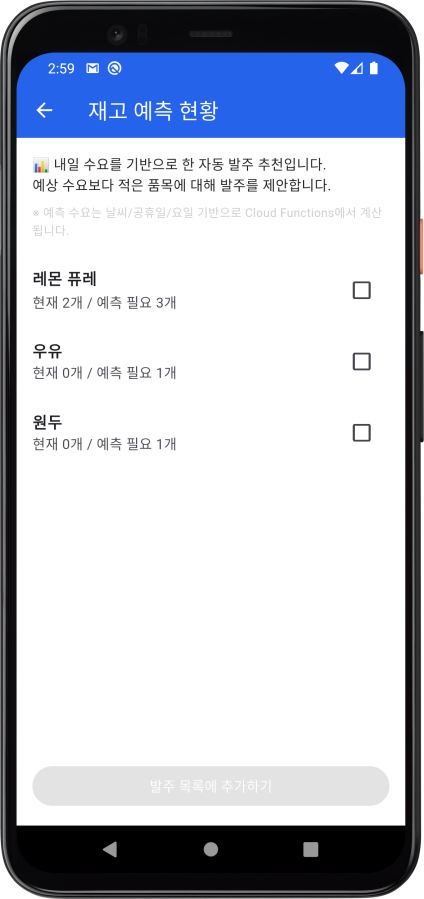 2:59
재고 예측 현황
📊 내일 수요를 기반으로 한 자동 발주 추천입니다.
예상 수요보다 적은 품목에 대해 발주를 제안합니다.
※ 예측 수요는 날씨/공휴일/요일 기반으로 Cloud Functions에서 계산
됩니다.
레몬 퓨레
현재 2개 / 예측 필요 3개
우유
현재 0개 / 예측 필요 1개
원두
현재 0개 / 예측 필요 1개
발주 목록에 추가하기